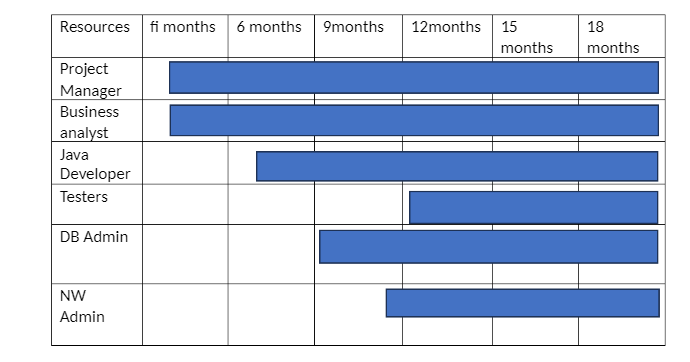 Resources fi months 6 months 9months 12months 15 months 18 months
Project
Manager
Business
analyst
Java
Developer
Testers
DB Admin
NW
Admin